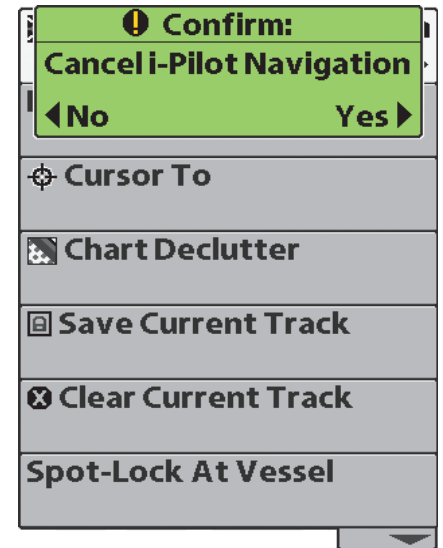 Confirm:
Cancel i-Pilot Navigation
No Yes
Cursor To
Chart Declutter
Save Current Track
Clear Current Track
Spot-Lock At Vessel